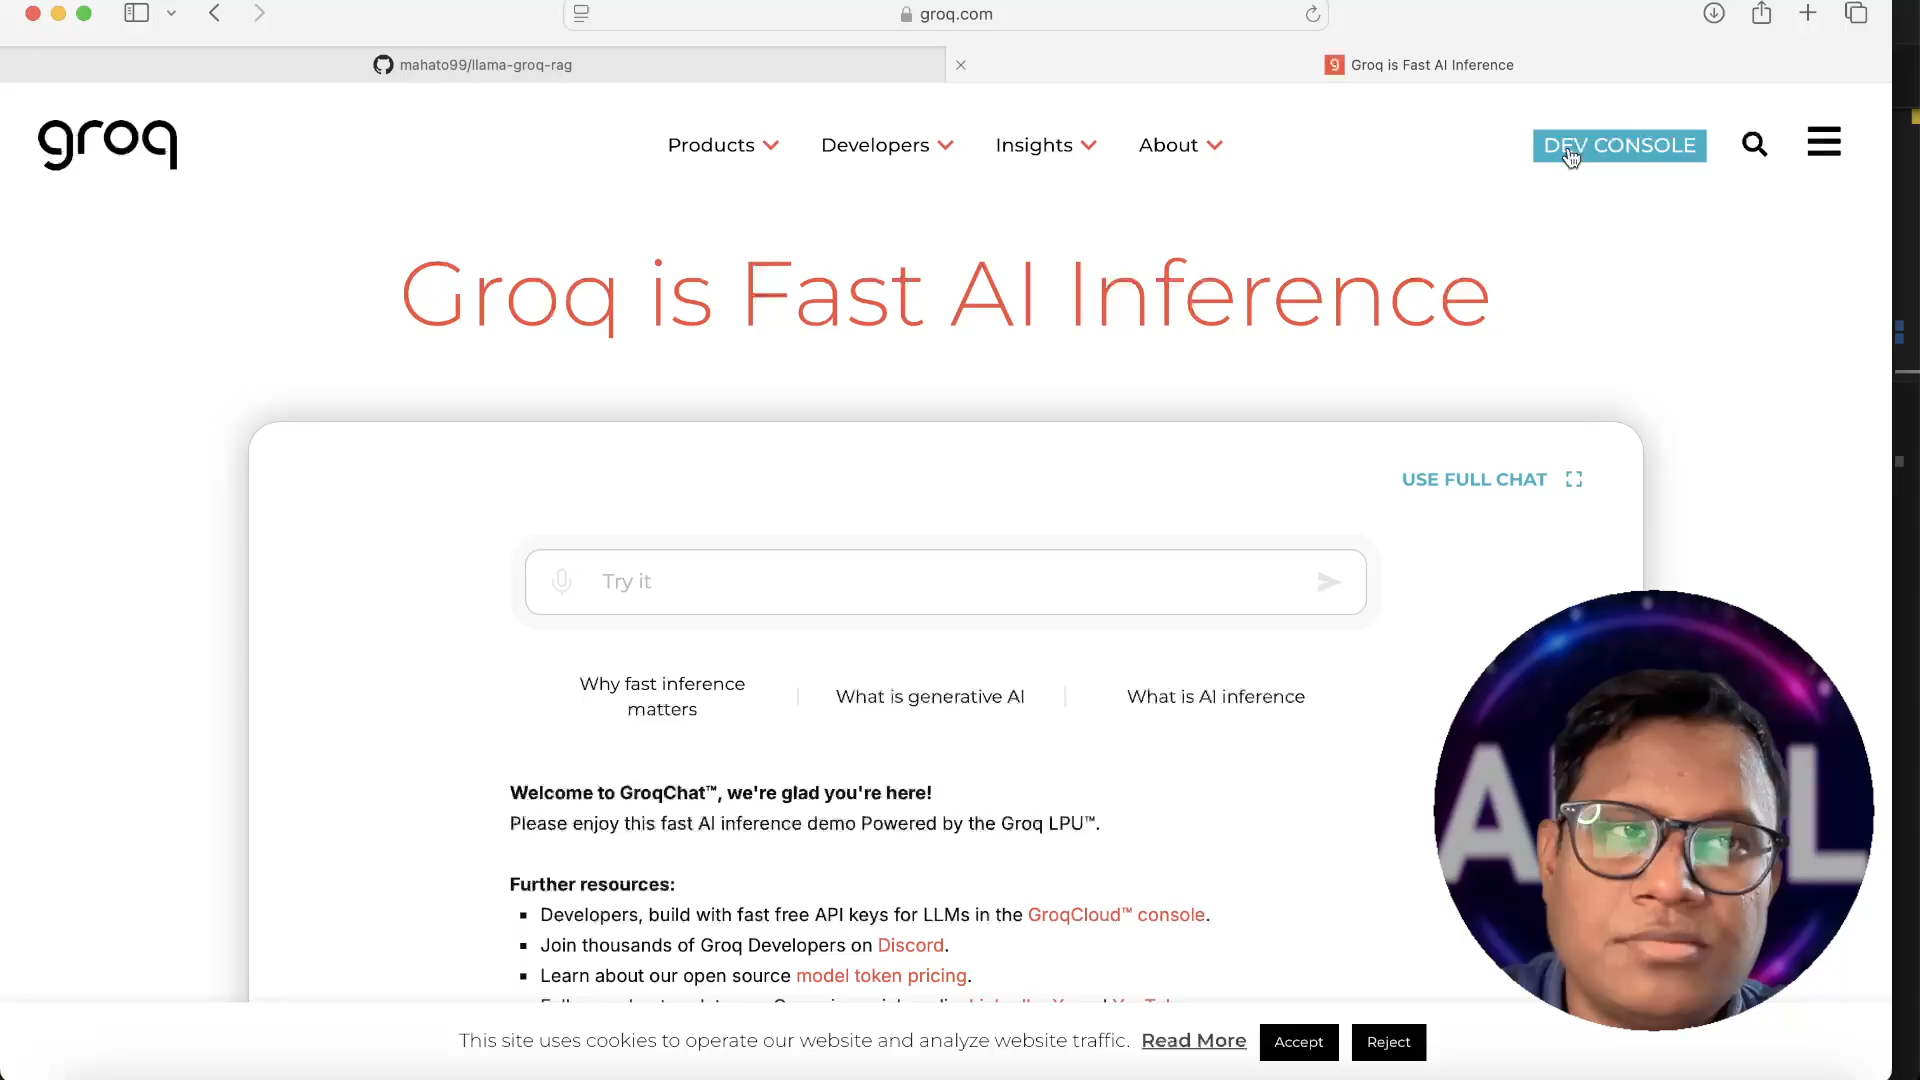 groq.com
mahato99/llama-groq-rag
Groq is Fast AI Inference
groq
Products
Developers
Insights
About
DEV CONSOLE
Groq is Fast AI Inference
USE FULL CHAT
Try it
Why fast inference
matters
What is generative AI
What is AI inference
Welcome to GroqChat™, we're glad you're here!
Please enjoy this fast AI inference demo Powered by the Groq LPU™.
Further resources:
▪ Developers, build with fast free API keys for LLMs in the GroqCloud™ console.
▪ Join thousands of Groq Developers on Discord.
▪ Learn about our open source model token pricing.
This site uses cookies to operate our website and analyze website traffic. Read More
Accept
Reject